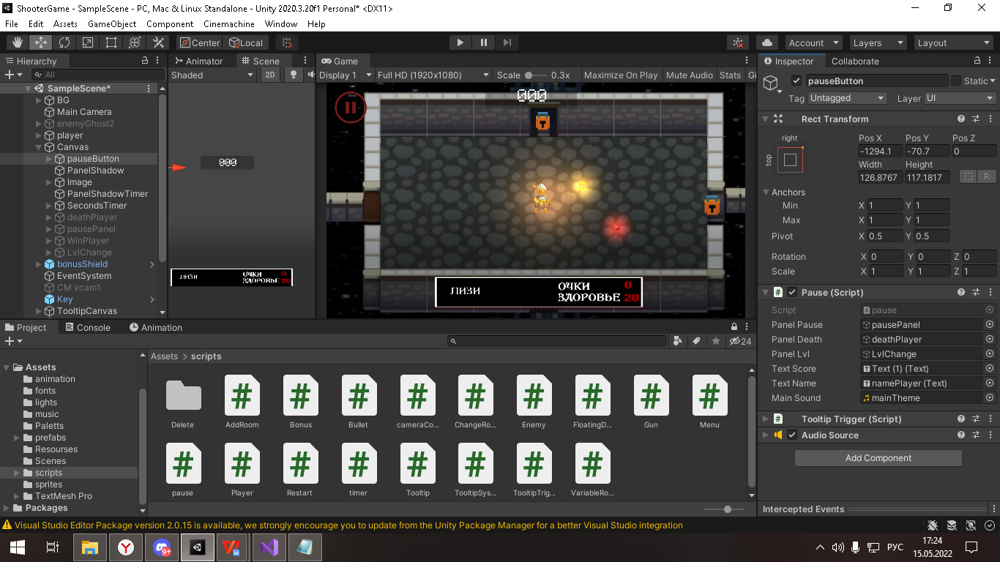 ShooterGame - SampleScene - PC, Mac & Linux Standalone - Unity 2020.3.20f1 Personal* <DX11>
File Edit Assets GameObject Component Cinemachine Window Help
Center Local Account Layers Layout
Hierarchy
All
SampleScene*
BG
Main Camera
enemyGhost2
player
Canvas
pauseButton
PanelShadow
Image
PanelShadowTimer
SecondsTimer
deathPlayer
pausePanel
WinPlayer
LvlChange
bonusShield
EventSystem
CM vcam1
Key
TooltipCanvas
Animator Scene
Shaded 2D
000
ЛИЗИ ОЧКИ 0
ЗДОРОВЬЕ 20
Game
Display 1 Full HD (1920x1080) Scale 0.3x Maximize On Play Mute Audio Stats Gi
000
ЛИЗИ ОЧКИ 0
ЗДОРОВЬЕ 20
Inspector Collaborate
pauseButton Static
Tag Untagged Layer UI
Rect Transform
right
top
Pos X Pos Y Pos Z
-1294.1 -70.7 0
Width Height
126.8767 117.1817 R
Anchors
Min X 1 Y 1
Max X 1 Y 1
Pivot X 0.5 Y 0.5
Rotation X 0 Y 0 Z 0
Scale X 1 Y 1 Z 1
# Pause (Script)
Script pause
Panel Pause pausePanel
Panel Death deathPlayer
Panel Lvl LvlChange
Text Score Text (1) (Text)
Text Name namePlayer (Text)
Main Sound mainTheme
# Tooltip Trigger (Script)
Audio Source
Add Component
Intercepted Events
Project Console Animation
24
Assets
animation
fonts
lights
music
Paletts
prefabs
Resourses
Scenes
scripts
sprites
TextMesh Pro
Packages
Assets > scripts
# # # # # # # # #
Delete AddRoom Bonus Bullet cameraCo... ChangeRo... Enemy FloatingD... Gun Menu
# # # # # # # #
pause Player Restart timer Tooltip TooltipSys... TooltipTrig... VariableRo...
Visual Studio Editor Package version 2.0.15 is available, we strongly encourage you to update from the Unity Package Manager for a better Visual Studio integration
9+ РУС 17:24
15.05.2022